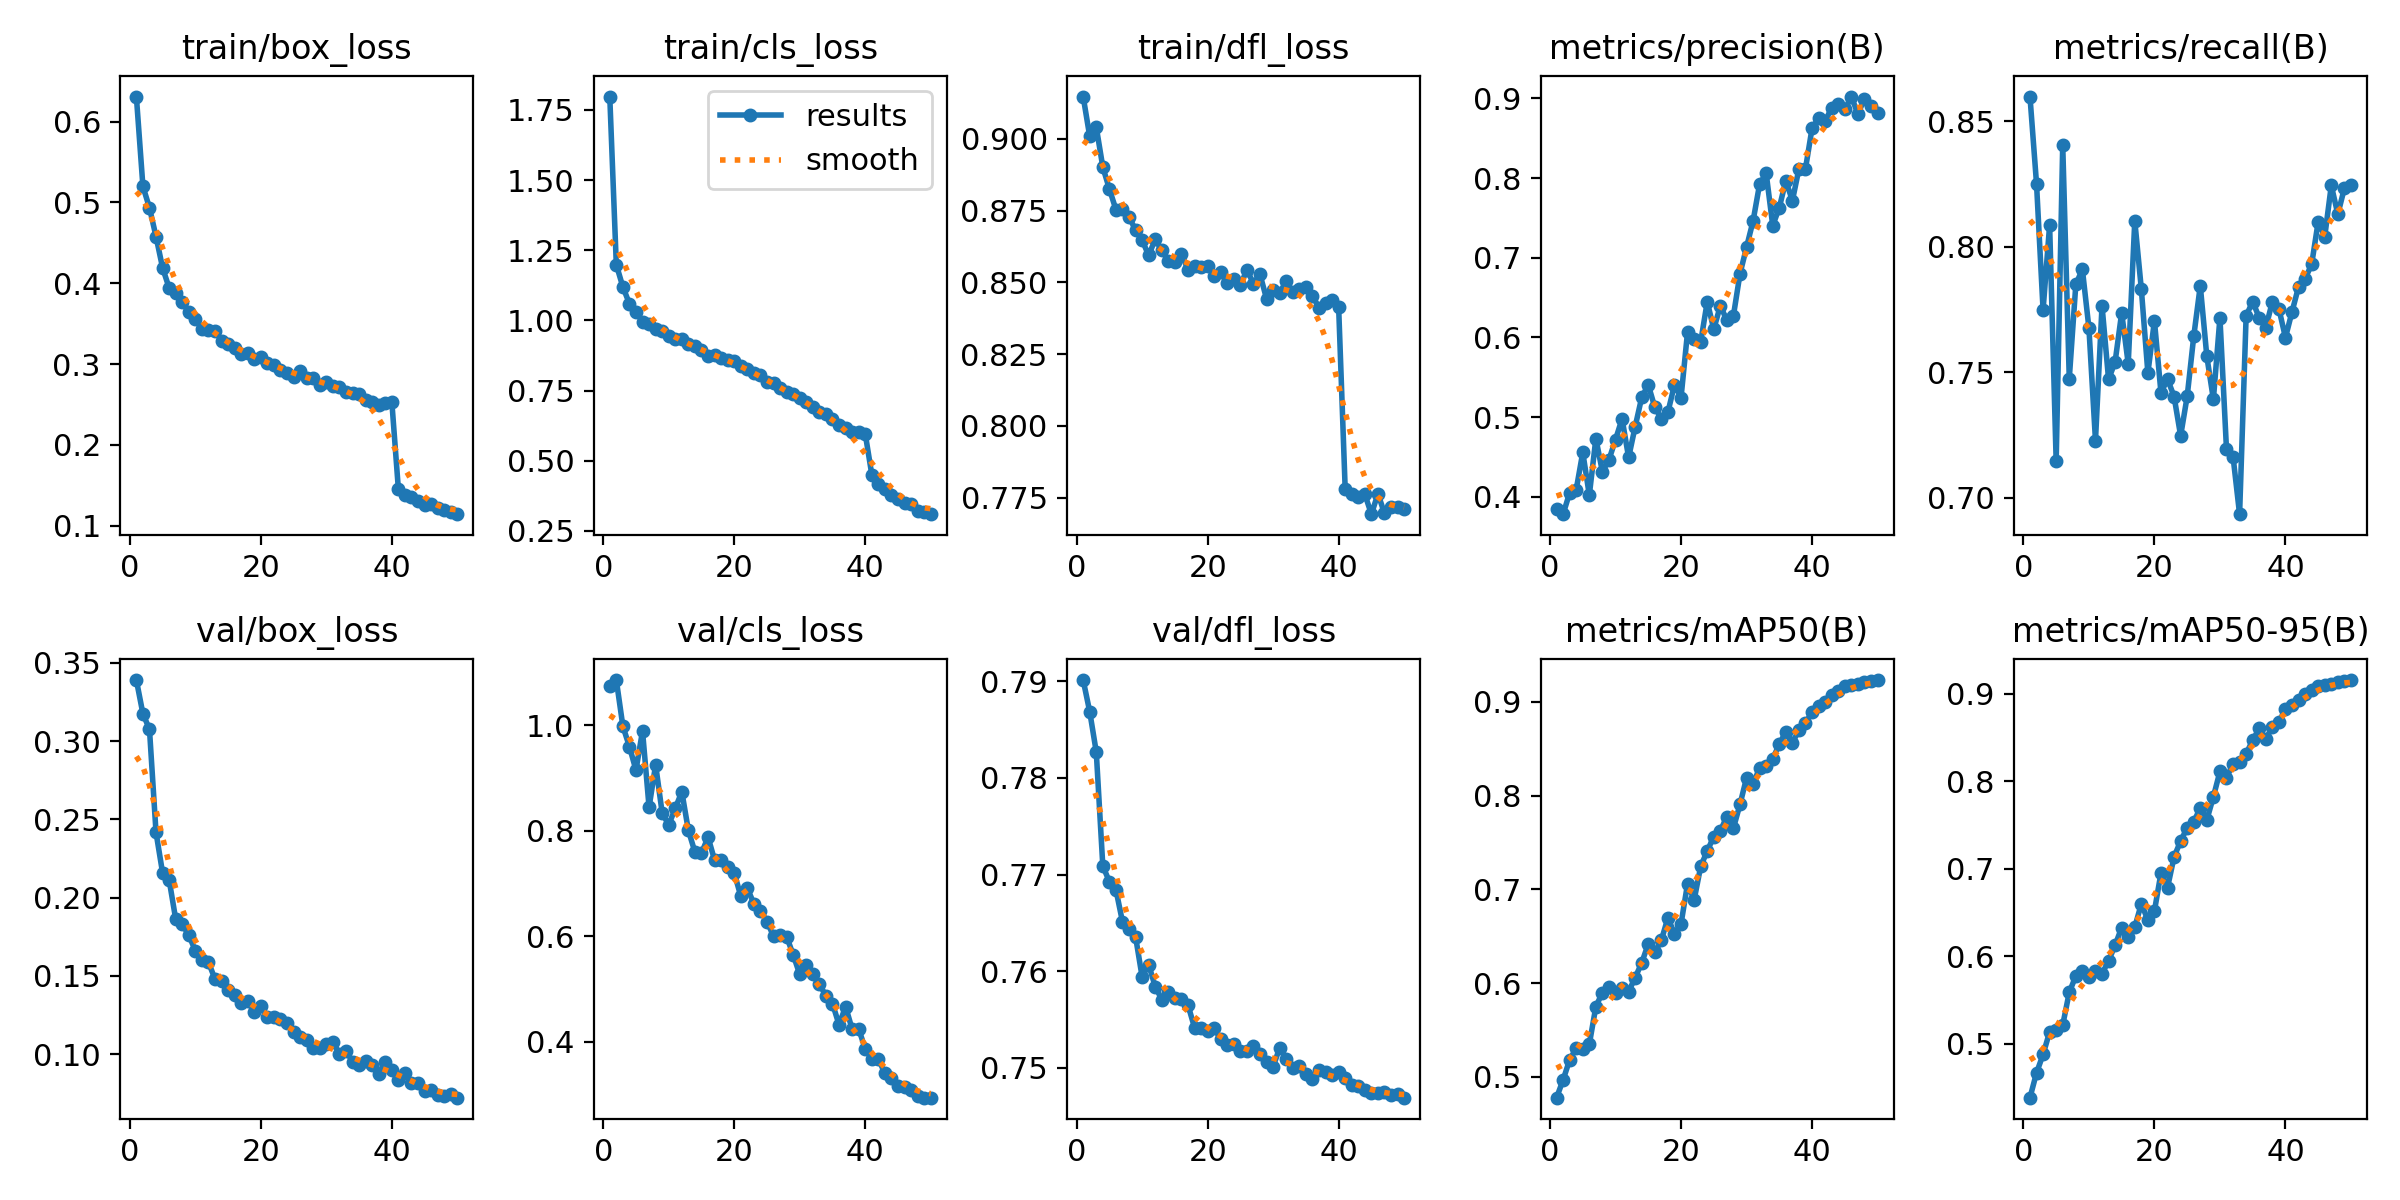 train/box_loss
train/cls_loss
train/dfl_loss
metrics/precision(B)
metrics/recall(B)
0.6
0.5
0.4
0.3
0.2
0.1
0 20 40
1.75
1.50
1.25
1.00
0.75
0.50
0.25
0 20 40
results
smooth
0.900
0.875
0.850
0.825
0.800
0.775
0 20 40
0.9
0.8
0.7
0.6
0.5
0.4
0 20 40
0.85
0.80
0.75
0.70
0 20 40
val/box_loss
val/cls_loss
val/dfl_loss
metrics/mAP50(B)
metrics/mAP50-95(B)
0.35
0.30
0.25
0.20
0.15
0.10
0 20 40
1.0
0.8
0.6
0.4
0 20 40
0.79
0.78
0.77
0.76
0.75
0 20 40
0.9
0.8
0.7
0.6
0.5
0 20 40
0.9
0.8
0.7
0.6
0.5
0 20 40